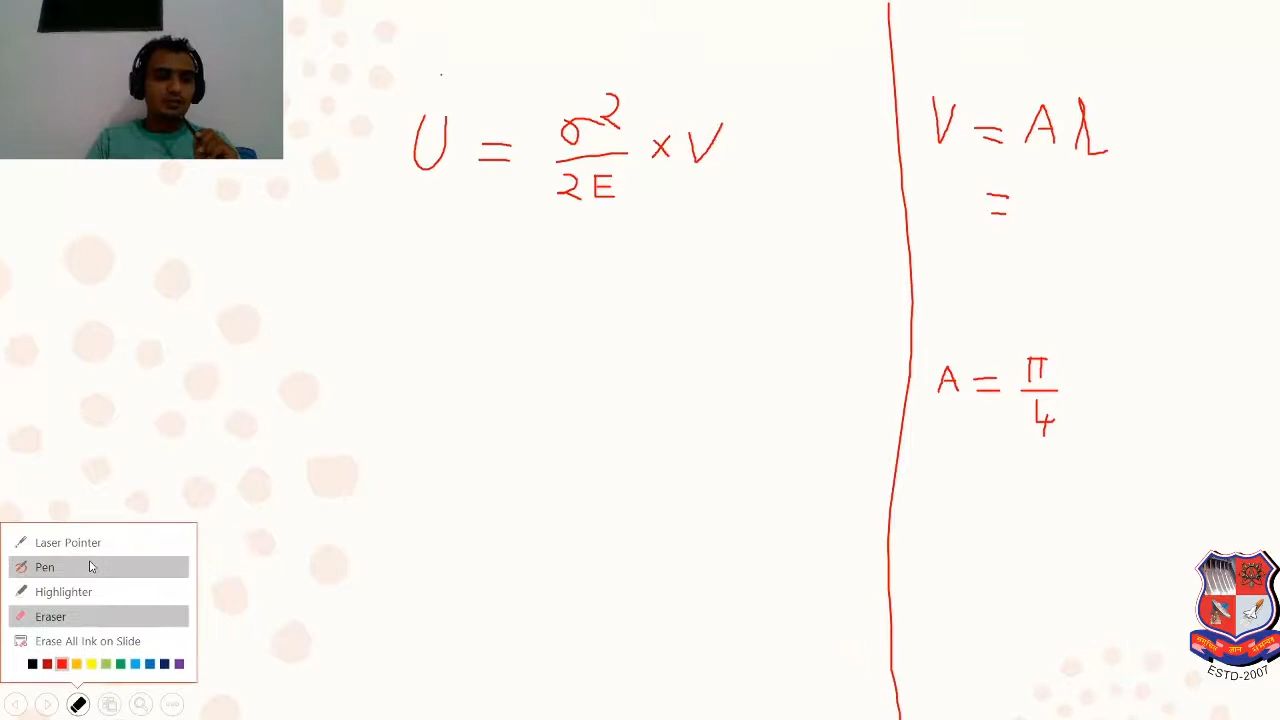 U = σ²/2E × V
V = A L
=
A = π/4
Laser Pointer
Pen
Highlighter
Eraser
Erase All Ink on Slide
ESTD-2007